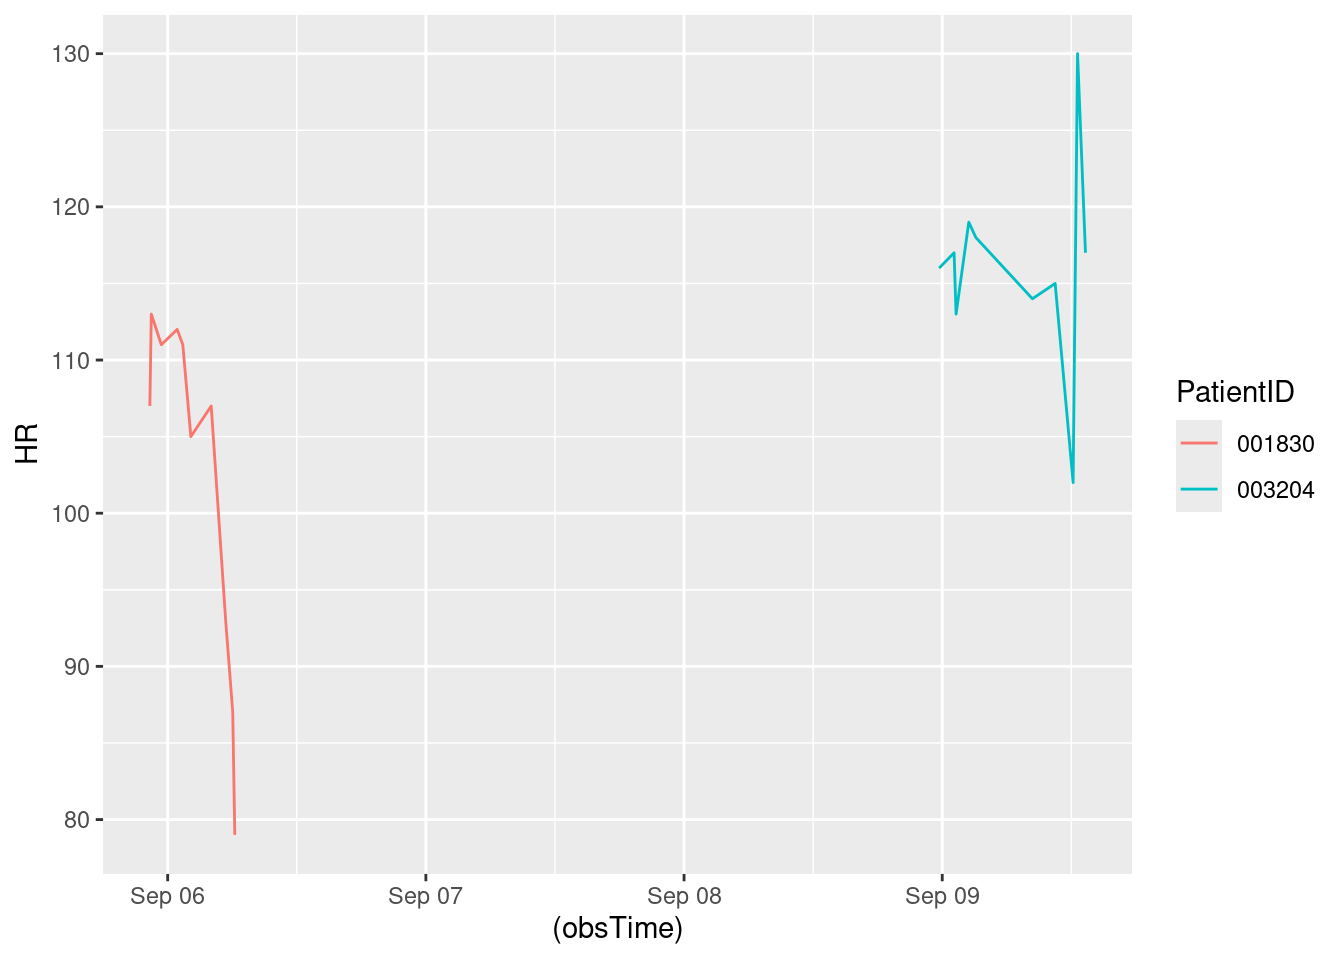 130
120
110
100
90
80
HR
Sep 06
Sep 07
Sep 08
Sep 09
(obsTime)
PatientID
001830
003204